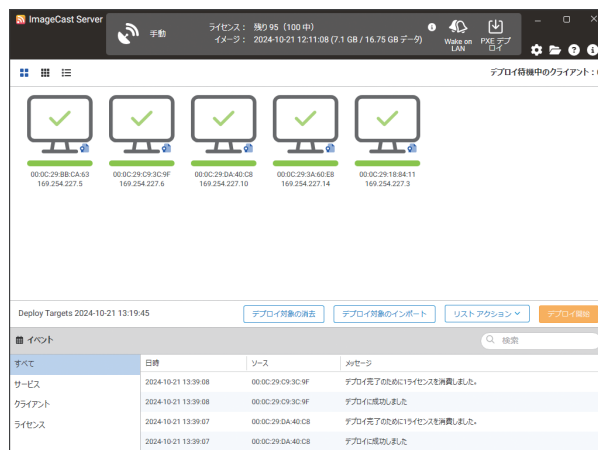 ImageCast Server
手動
ライセンス： 残り 95 (100 中)
イメージ： 2024-10-21 12:11:08 (7.1 GB / 16.75 GB データ)
Wake on LAN
PXE デプロイ
デプロイ待機中のクライアント：
00:0C:29:BB:CA:63
169.254.227.5
00:0C:29:C9:3C:9F
169.254.227.6
00:0C:29:DA:40:C8
169.254.227.10
00:0C:29:3A:60:E8
169.254.227.14
00:0C:29:18:84:11
169.254.227.3
Deploy Targets 2024-10-21 13:19:45
デプロイ対象の消去
デプロイ対象のインポート
リスト アクション
デプロイ開始
イベント
検索
すべて
サービス
クライアント
ライセンス
日時 ソース メッセージ
2024-10-21 13:39:08 00:0C:29:C9:3C:9F デプロイ完了のために1ライセンスを消費しました。
2024-10-21 13:39:08 00:0C:29:C9:3C:9F デプロイに成功しました
2024-10-21 13:39:07 00:0C:29:DA:40:C8 デプロイ完了のために1ライセンスを消費しました。
2024-10-21 13:39:07 00:0C:29:DA:40:C8 デプロイに成功しました